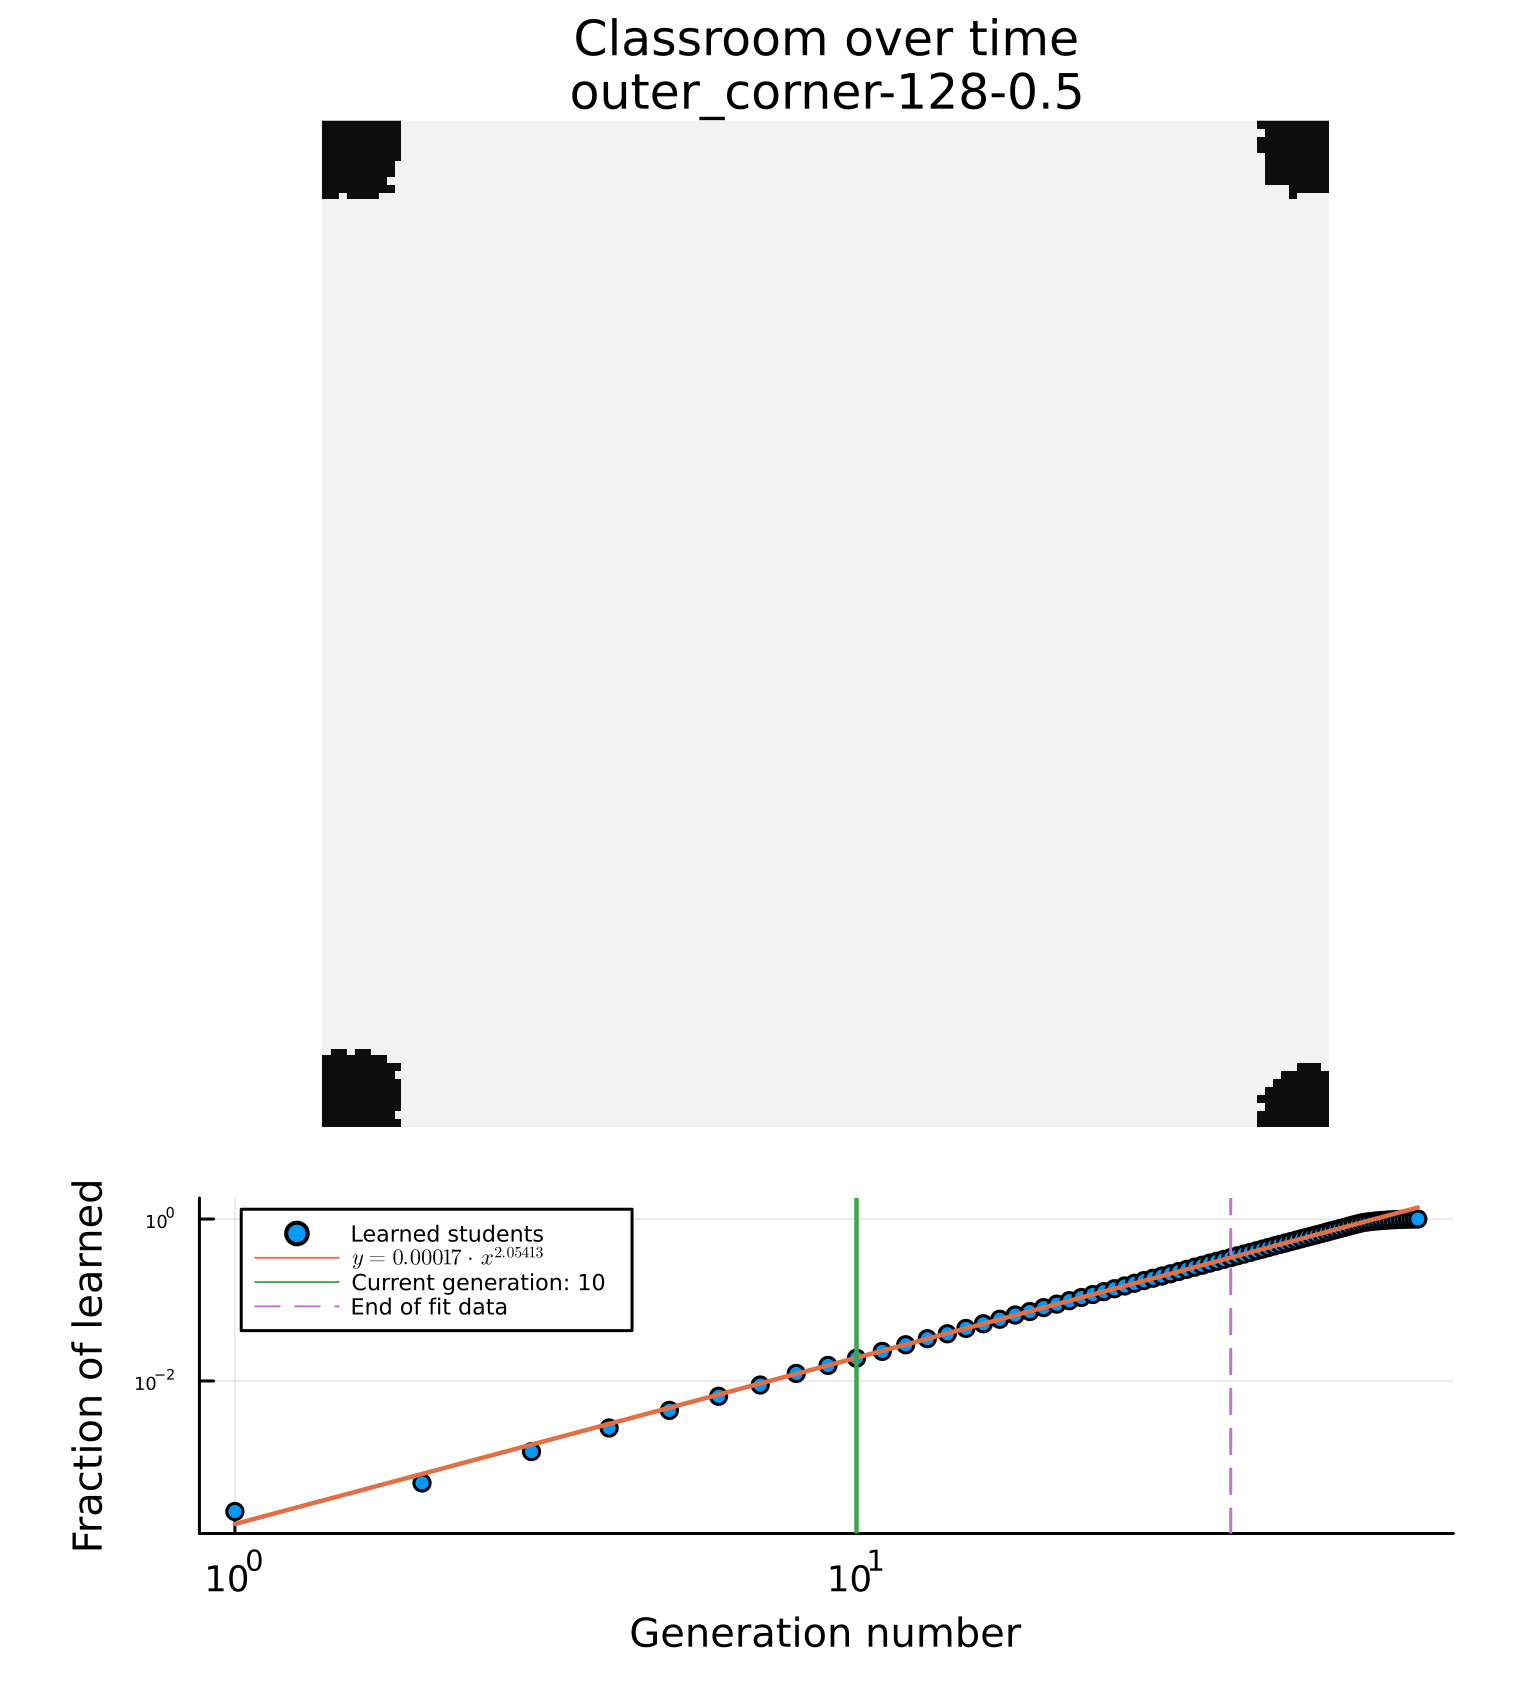 Classroom over time
outer_corner-128-0.5
Fraction of learned
10^0
10^−2
Learned students
y = 0.00017 · x^2.05413
Current generation: 10
End of fit data
10^0
10^1
Generation number